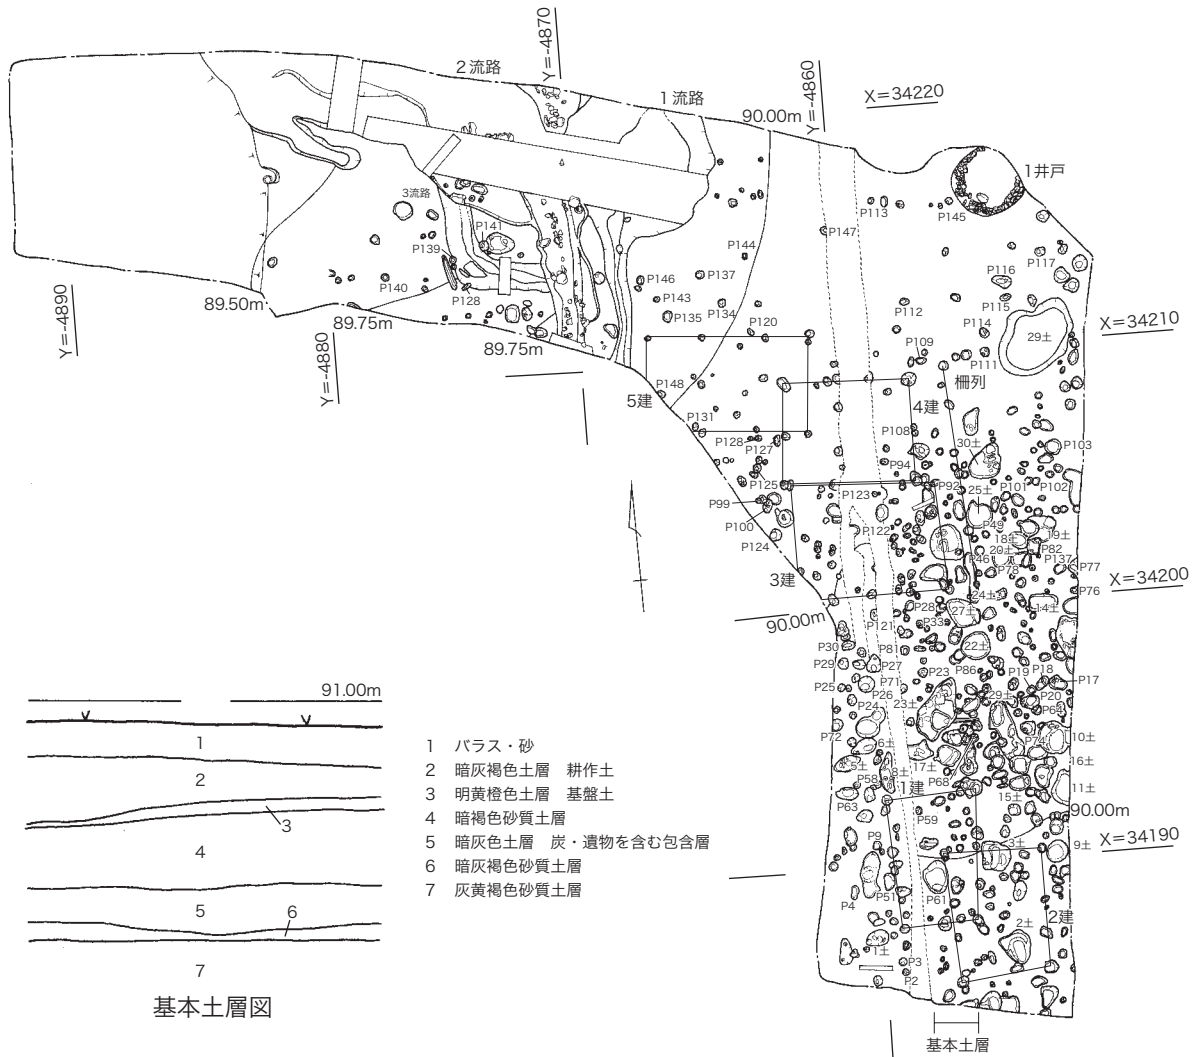 Y=-4870
2流路
1流路
90.00m
Y=-4860
X=34220
1井戸
3流路
P113
P145
P147
P141
P139
P144
P117
P140
P128
P146
P137
P116
P143
P115
P135
P134
P112
Y=-4890
89.50m
89.75m
P120
P114
X=34210
29土
89.75m
P109
P111
Y=-4880
柵列
P148
5建
4建
P131
P108
P128
P127
30土
P103
P94
P125
P92
25土
P101
P102
P123
P99
P100
P122
P49
18土
19土
P124
20土
P82
P46
P137
P77
P78
3建
X=34200
P76
24土
P28
27土
14土
90.00m
P121
P33
P30
P81
22土
P29
P27
P86
P23
P19
P18
P17
P25
P71
P26
P24
23土
29土
P20
P64
P72
6土
P74
10土
5土
8土
17土
16土
P58
P68
11土
P63
1建
15土
P59
90.00m
P9
3土
X=34190
9土
P51
P61
P4
2建
2土
1土
P3
P2
基本土層
91.00m
1
2
3
4
5
6
7
基本土層図
1 バラス・砂
2 暗灰褐色土層 耕作土
3 明黄橙色土層 基盤土
4 暗褐色砂質土層
5 暗灰色土層 炭・遺物を含む包含層
6 暗灰褐色砂質土層
7 灰黄褐色砂質土層